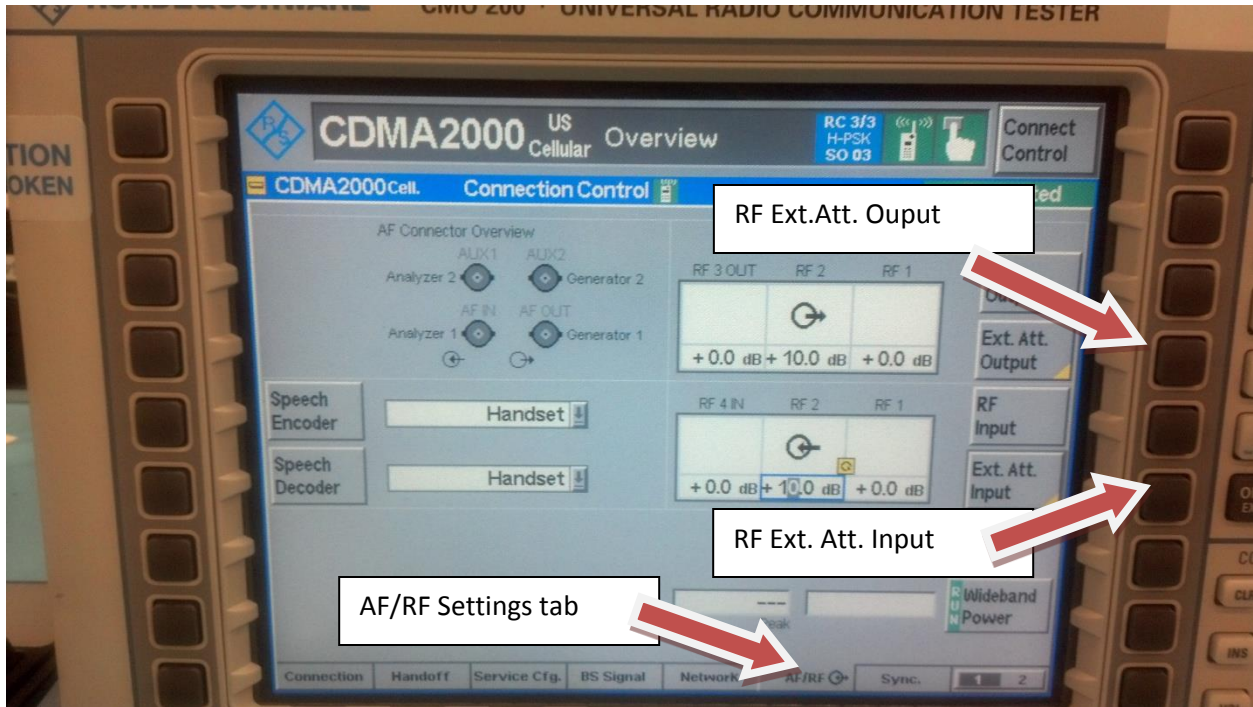 CMU 200 · UNIVERSAL RADIO COMMUNICATION TESTER
TION
OKEN
R S
CDMA2000 US Cellular Overview
RC 3/3
H-PSK
SO 03
Connect
Control
CDMA2000 Cell. Connection Control
RF Ext.Att. Ouput
AF Connector Overview
AUX1 AUX2
Analyzer 2 Generator 2
AF IN AF OUT
Analyzer 1 Generator 1
RF 3 OUT RF 2 RF 1
+ 0.0 dB + 10.0 dB + 0.0 dB
Ext. Att.
Output
Speech
Encoder
Handset
RF 4 IN RF 2 RF 1
RF
Input
Speech
Decoder
Handset
+ 0.0 dB + 10.0 dB + 0.0 dB
Ext. Att.
Input
RF Ext. Att. Input
AF/RF Settings tab
---
RUN
Wideband
Power
Connection Handoff Service Cfg. BS Signal Network AF/RF Sync. 1 2
INS